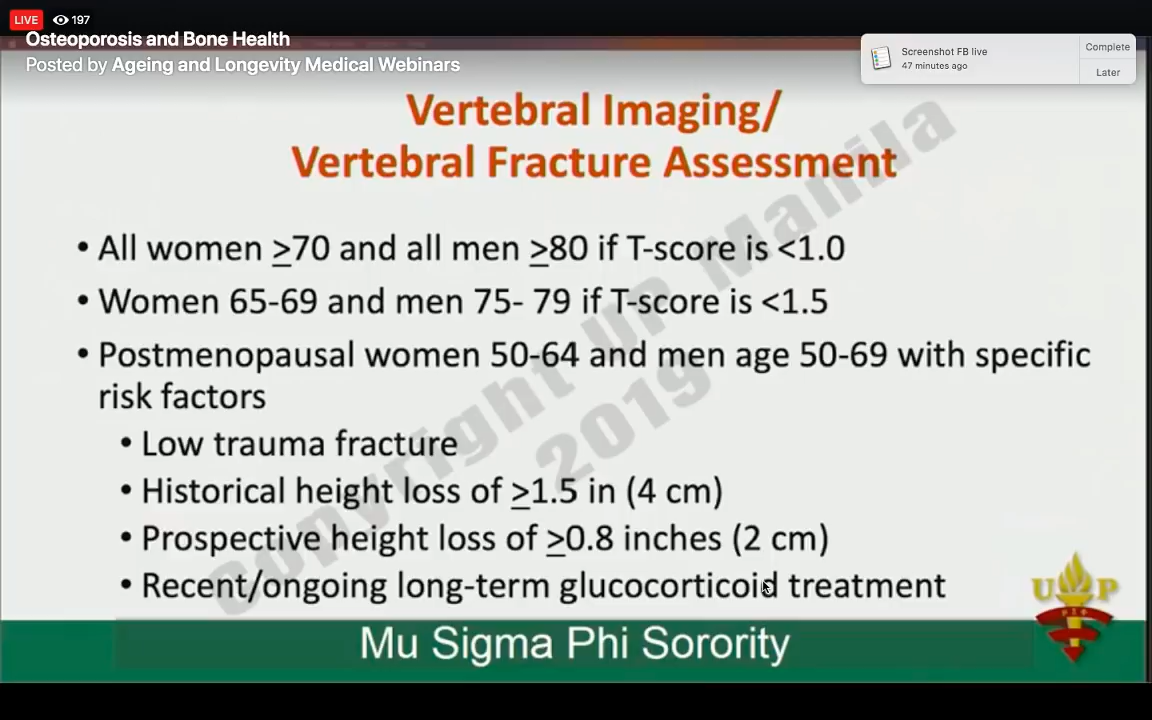 LIVE 197
Osteoporosis and Bone Health
Posted by Ageing and Longevity Medical Webinars
Screenshot FB live
47 minutes ago
Complete
Later
Vertebral Imaging/
Vertebral Fracture Assessment
• All women ≥70 and all men ≥80 if T-score is <1.0
• Women 65-69 and men 75- 79 if T-score is <1.5
• Postmenopausal women 50-64 and men age 50-69 with specific
risk factors
• Low trauma fracture
• Historical height loss of ≥1.5 in (4 cm)
• Prospective height loss of ≥0.8 inches (2 cm)
• Recent/ongoing long-term glucocorticoid treatment
copyright UP Manila
2019
UP
Mu Sigma Phi Sorority